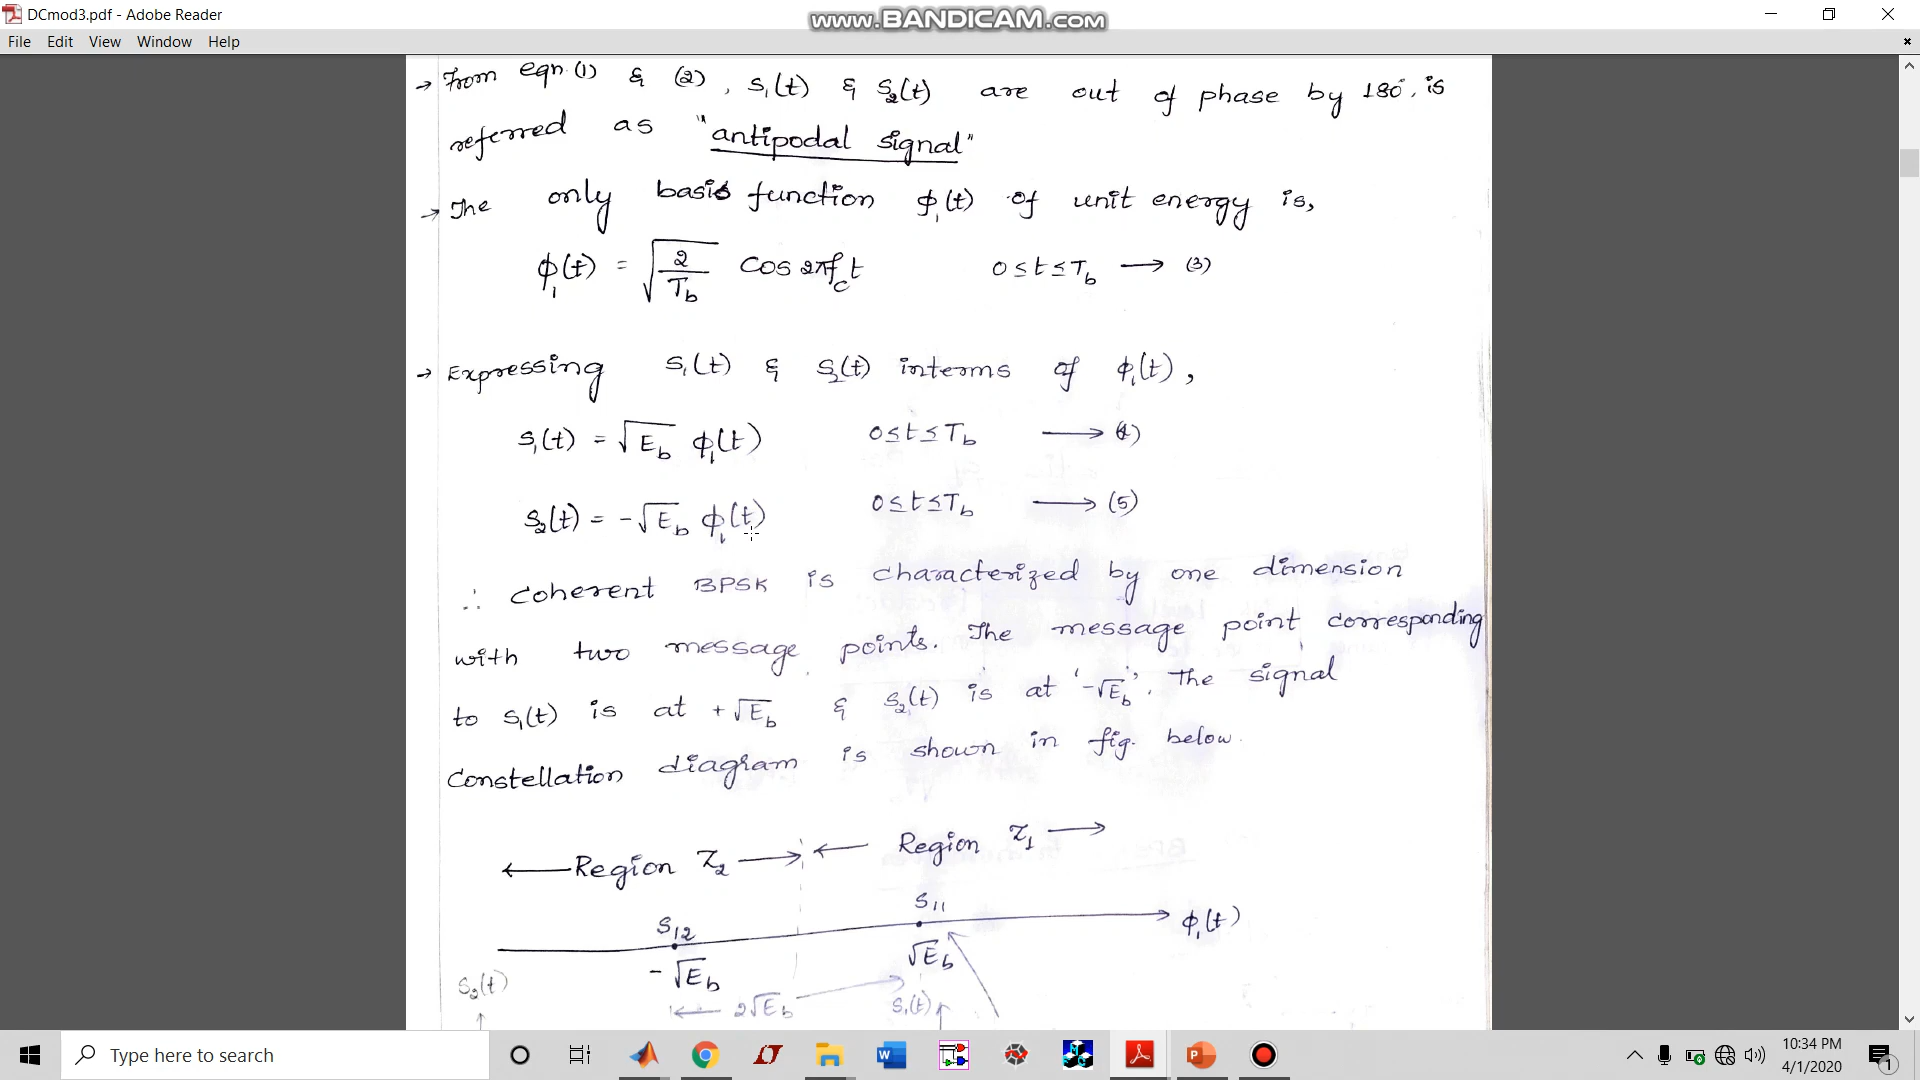 DCmod3.pdf - Adobe Reader
www.BANDICAM.com
File Edit View Window Help
→ From eqn (1) & (2), s₁(t) & s₂(t) are out of phase by 180°, is
referred as "antipodal signal"
→ The only basis function ϕ₁(t) of unit energy is,
ϕ₁(t) = √(2/T_b) Cos 2πf_c t 0≤t≤T_b → (3)
→ Expressing s₁(t) & s₂(t) interms of ϕ₁(t),
s₁(t) = √E_b ϕ₁(t) 0≤t≤T_b → (4)
s₂(t) = -√E_b ϕ₁(t) 0≤t≤T_b → (5)
∴ coherent BPSK is characterized by one dimension
with two message points. The message point corresponding
to s₁(t) is at +√E_b & s₂(t) is at '-√E_b'. The signal
constellation diagram is shown in fig. below.
← Region Z₂ → ← Region Z₁ →
S₁₂ S₁₁ ϕ₁(t)
-√E_b √E_b
s₂(t) ← 2√E_b → s₁(t)
Type here to search
10:34 PM
4/1/2020
1